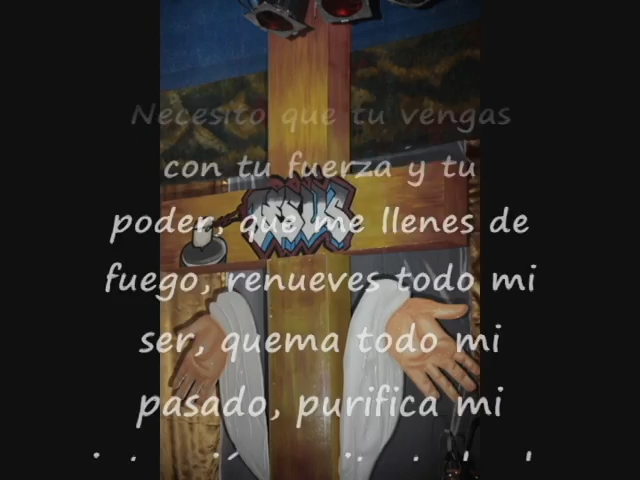 Necesito que tu vengas
con tu fuerza y tu
JESUS
poder, que me llenes de
fuego, renueves todo mi
ser, quema todo mi
pasado, purifica mi